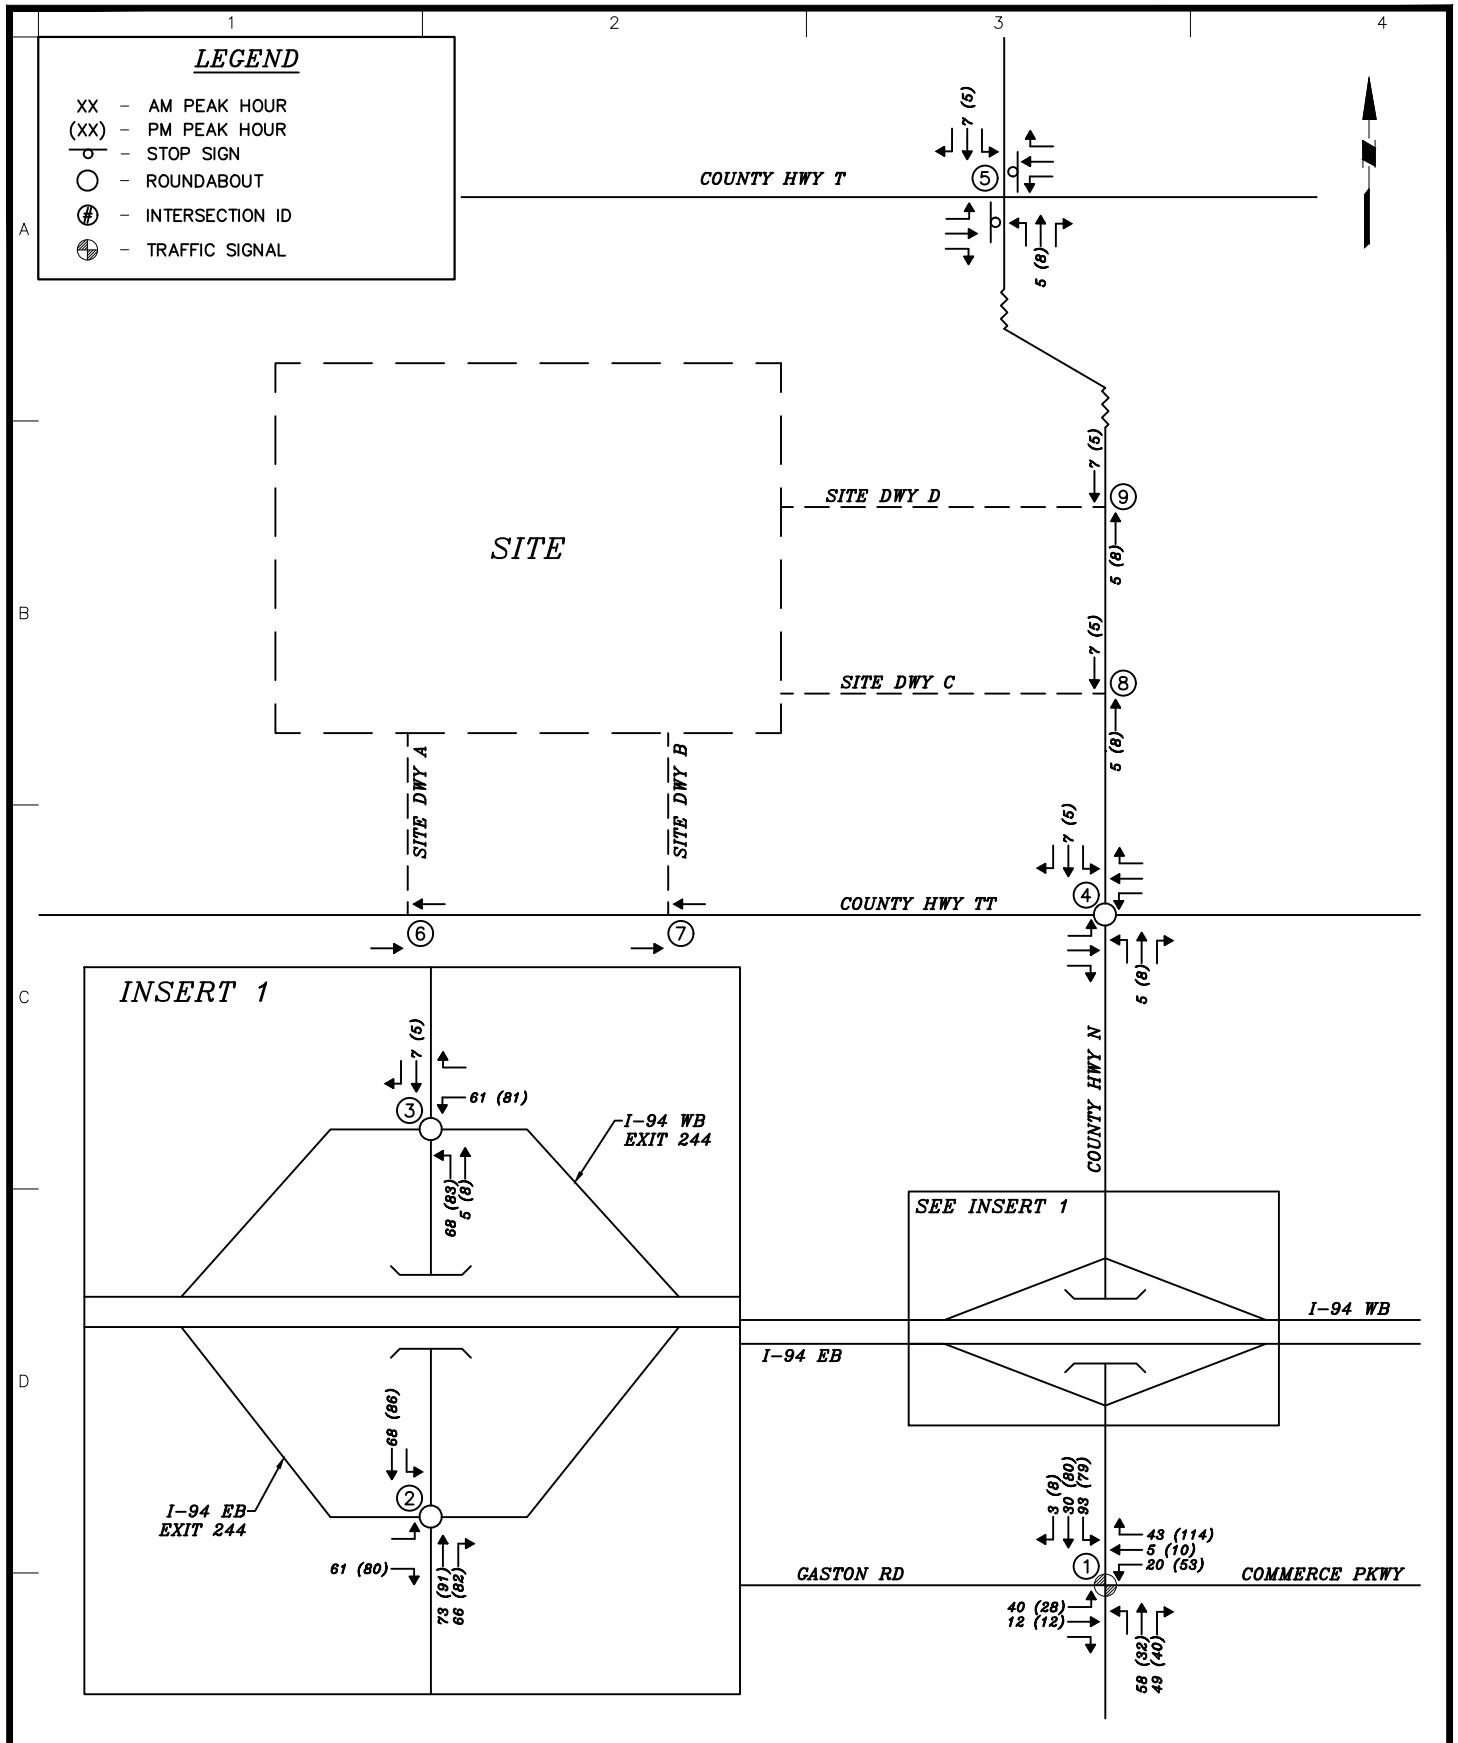 1 2 3 4
LEGEND
XX - AM PEAK HOUR
(XX) - PM PEAK HOUR
- STOP SIGN
- ROUNDABOUT
# - INTERSECTION ID
- TRAFFIC SIGNAL
A
7 (5)
5
COUNTY HWY T
5 (8)
7 (5)
SITE DWY D
9
SITE
5 (8)
B
7 (5)
SITE DWY C
8
5 (8)
SITE DWY A
SITE DWY B
7 (5)
4
COUNTY HWY TT
6
7
5 (8)
C
INSERT 1
7 (5)
61 (81)
3
I-94 WB
EXIT 244
68 (83)
5 (8)
COUNTY HWY N
SEE INSERT 1
I-94 WB
I-94 EB
D
68 (86)
2
I-94 EB
EXIT 244
61 (80)
73 (91)
66 (82)
3 (8)
30 (80)
93 (79)
43 (114)
5 (10)
20 (53)
1
GASTON RD
COMMERCE PKWY
40 (28)
12 (12)
58 (32)
49 (40)